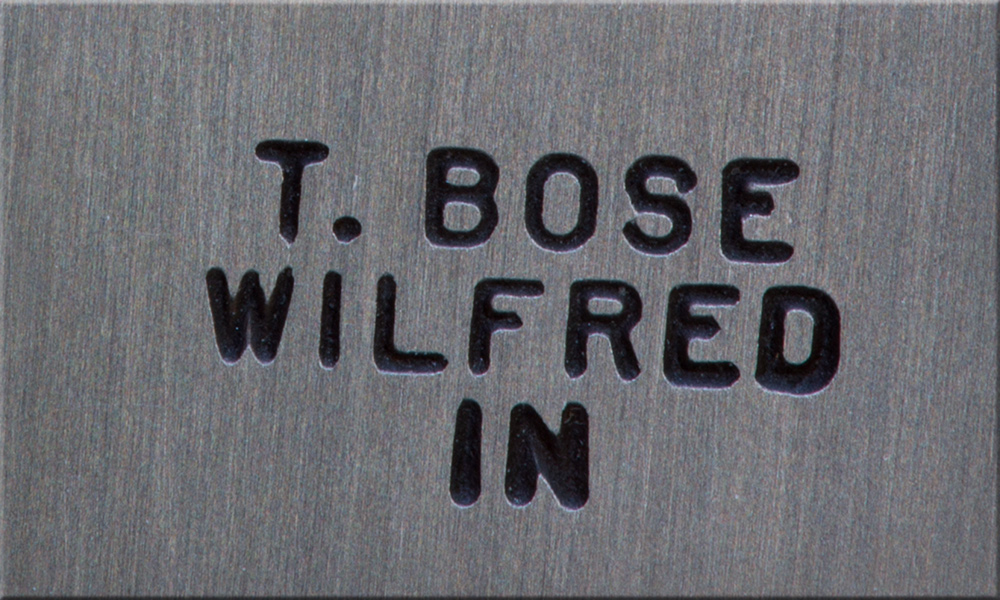 T. BOSE
WILFRED
IN